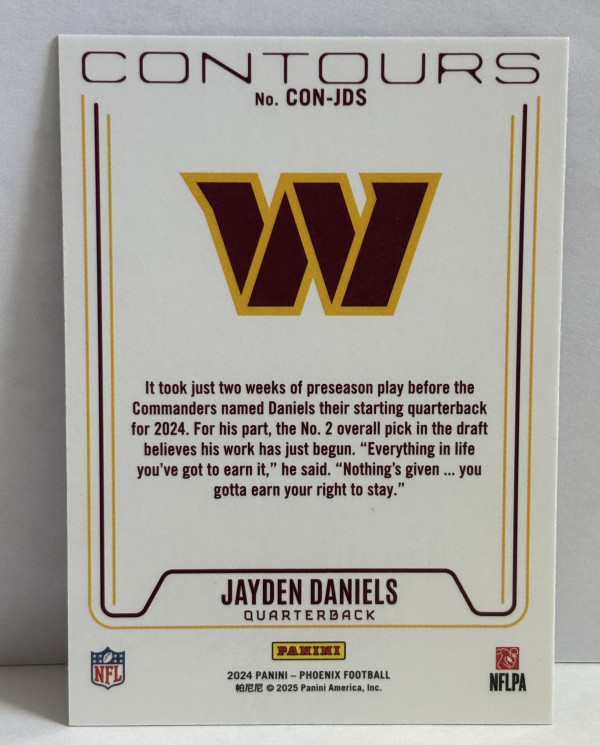 CONTOURS
No. CON-JDS
W
It took just two weeks of preseason play before the
Commanders named Daniels their starting quarterback
for 2024. For his part, the No. 2 overall pick in the draft
believes his work has just begun. “Everything in life
you’ve got to earn it,” he said. “Nothing’s given ... you
gotta earn your right to stay.”
JAYDEN DANIELS
QUARTERBACK
PANINI
NFL
2024 PANINI – PHOENIX FOOTBALL
帕尼尼 © 2025 Panini America, Inc.
NFLPA